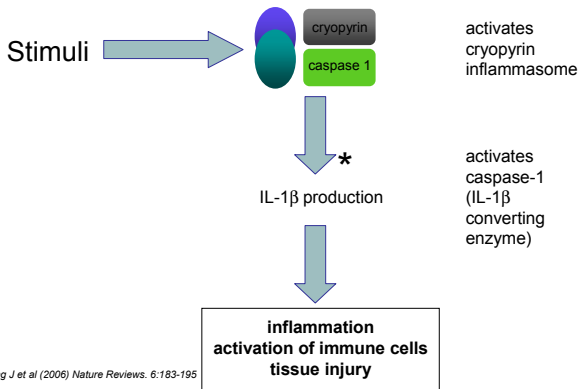 Stimuli
cryopyrin
caspase 1
activates
cryopyrin
inflammasome
*
IL-1β production
activates
caspase-1
(IL-1β
converting
enzyme)
inflammation
activation of immune cells
tissue injury
J et al (2006) Nature Reviews. 6:183-195